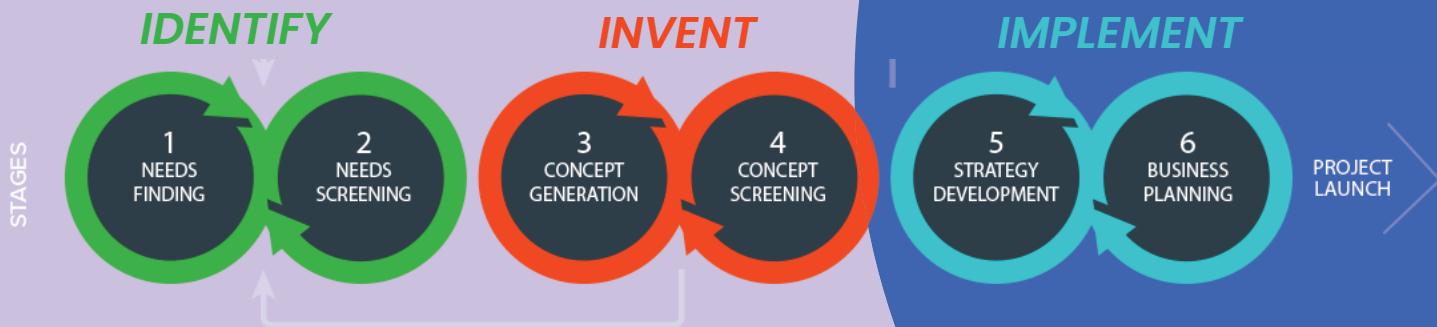 IDENTIFY
INVENT
IMPLEMENT
STAGES
1
NEEDS
FINDING
2
NEEDS
SCREENING
3
CONCEPT
GENERATION
4
CONCEPT
SCREENING
5
STRATEGY
DEVELOPMENT
6
BUSINESS
PLANNING
PROJECT
LAUNCH